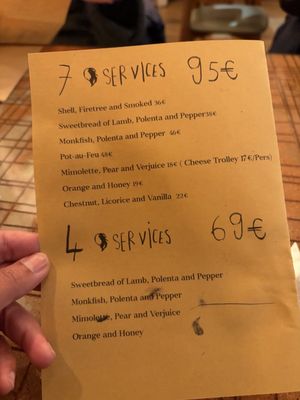 7 SERVICES 95€
Shell, Firetree and Smoked 36€
Sweetbread of Lamb, Polenta and Pepper 38€
Monkfish, Polenta and Pepper 46€
Pot-au-Feu 48€
Mimolette, Pear and Verjuice 18€ ( Cheese Trolley 17€/Pers)
Orange and Honey 19€
Chestnut, Licorice and Vanilla 22€
4 SERVICES 69€
Sweetbread of Lamb, Polenta and Pepper
Monkfish, Polenta and Pepper
Mimolette, Pear and Verjuice
Orange and Honey